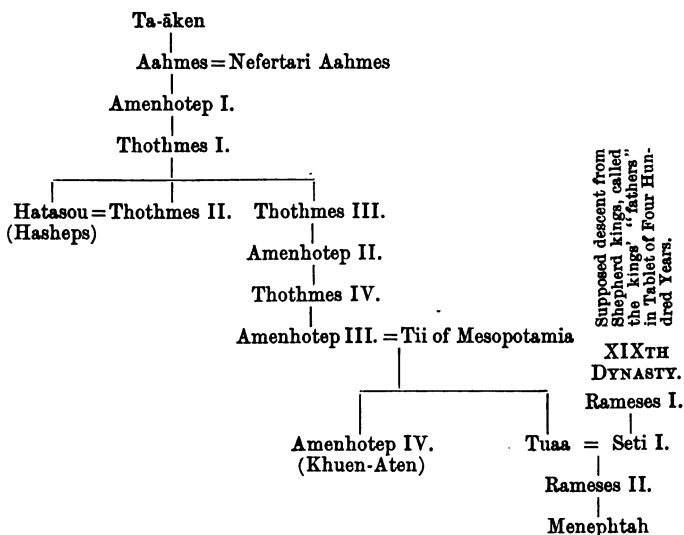 Ta-āken
Aahmes = Nefertari Aahmes
Amenhotep I.
Thothmes I.
Hatasou = Thothmes II. Thothmes III.
(Hasheps)
Amenhotep II.
Thothmes IV.
Amenhotep III. = Tii of Mesopotamia
Supposed descent from
Shepherd kings, called
the kings' "fathers"
in Tablet of Four Hun-
dred Years.
XIXTH
DYNASTY.
Rameses I.
Amenhotep IV. Tuaa = Seti I.
(Khuen-Aten)
Rameses II.
Menephtah